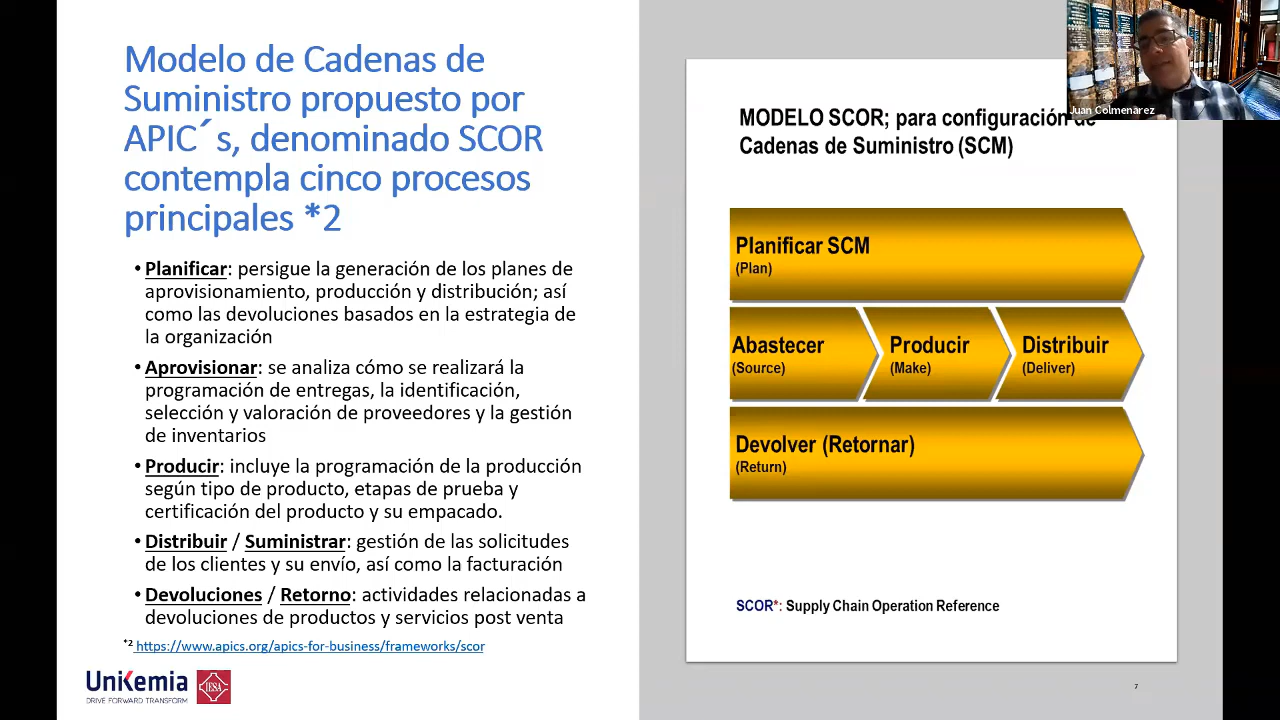 Modelo de Cadenas de
Suministro propuesto por
APIC´s, denominado SCOR
contempla cinco procesos
principales *2
• Planificar: persigue la generación de los planes de
aprovisionamiento, producción y distribución; así
como las devoluciones basados en la estrategia de
la organización
• Aprovisionar: se analiza cómo se realizará la
programación de entregas, la identificación,
selección y valoración de proveedores y la gestión
de inventarios
• Producir: incluye la programación de la producción
según tipo de producto, etapas de prueba y
certificación del producto y su empacado.
• Distribuir / Suministrar: gestión de las solicitudes
de los clientes y su envío, así como la facturación
• Devoluciones / Retorno: actividades relacionadas a
devoluciones de productos y servicios post venta
*2 https://www.apics.org/apics-for-business/frameworks/scor
UniKemia
DRIVE FORWARD TRANSFORM
IESA
Juan Colmenarez
MODELO SCOR; para configuración de
Cadenas de Suministro (SCM)
Planificar SCM
(Plan)
Abastecer
(Source)
Producir
(Make)
Distribuir
(Deliver)
Devolver (Retornar)
(Return)
SCOR*: Supply Chain Operation Reference
7